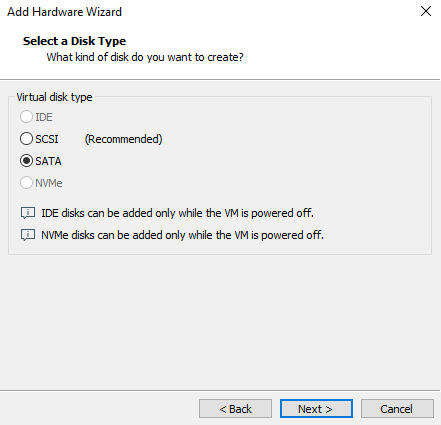 Add Hardware Wizard
Select a Disk Type
What kind of disk do you want to create?
Virtual disk type
IDE
SCSI (Recommended)
SATA
NVMe
IDE disks can be added only while the VM is powered off.
NVMe disks can be added only while the VM is powered off.
< Back Next > Cancel